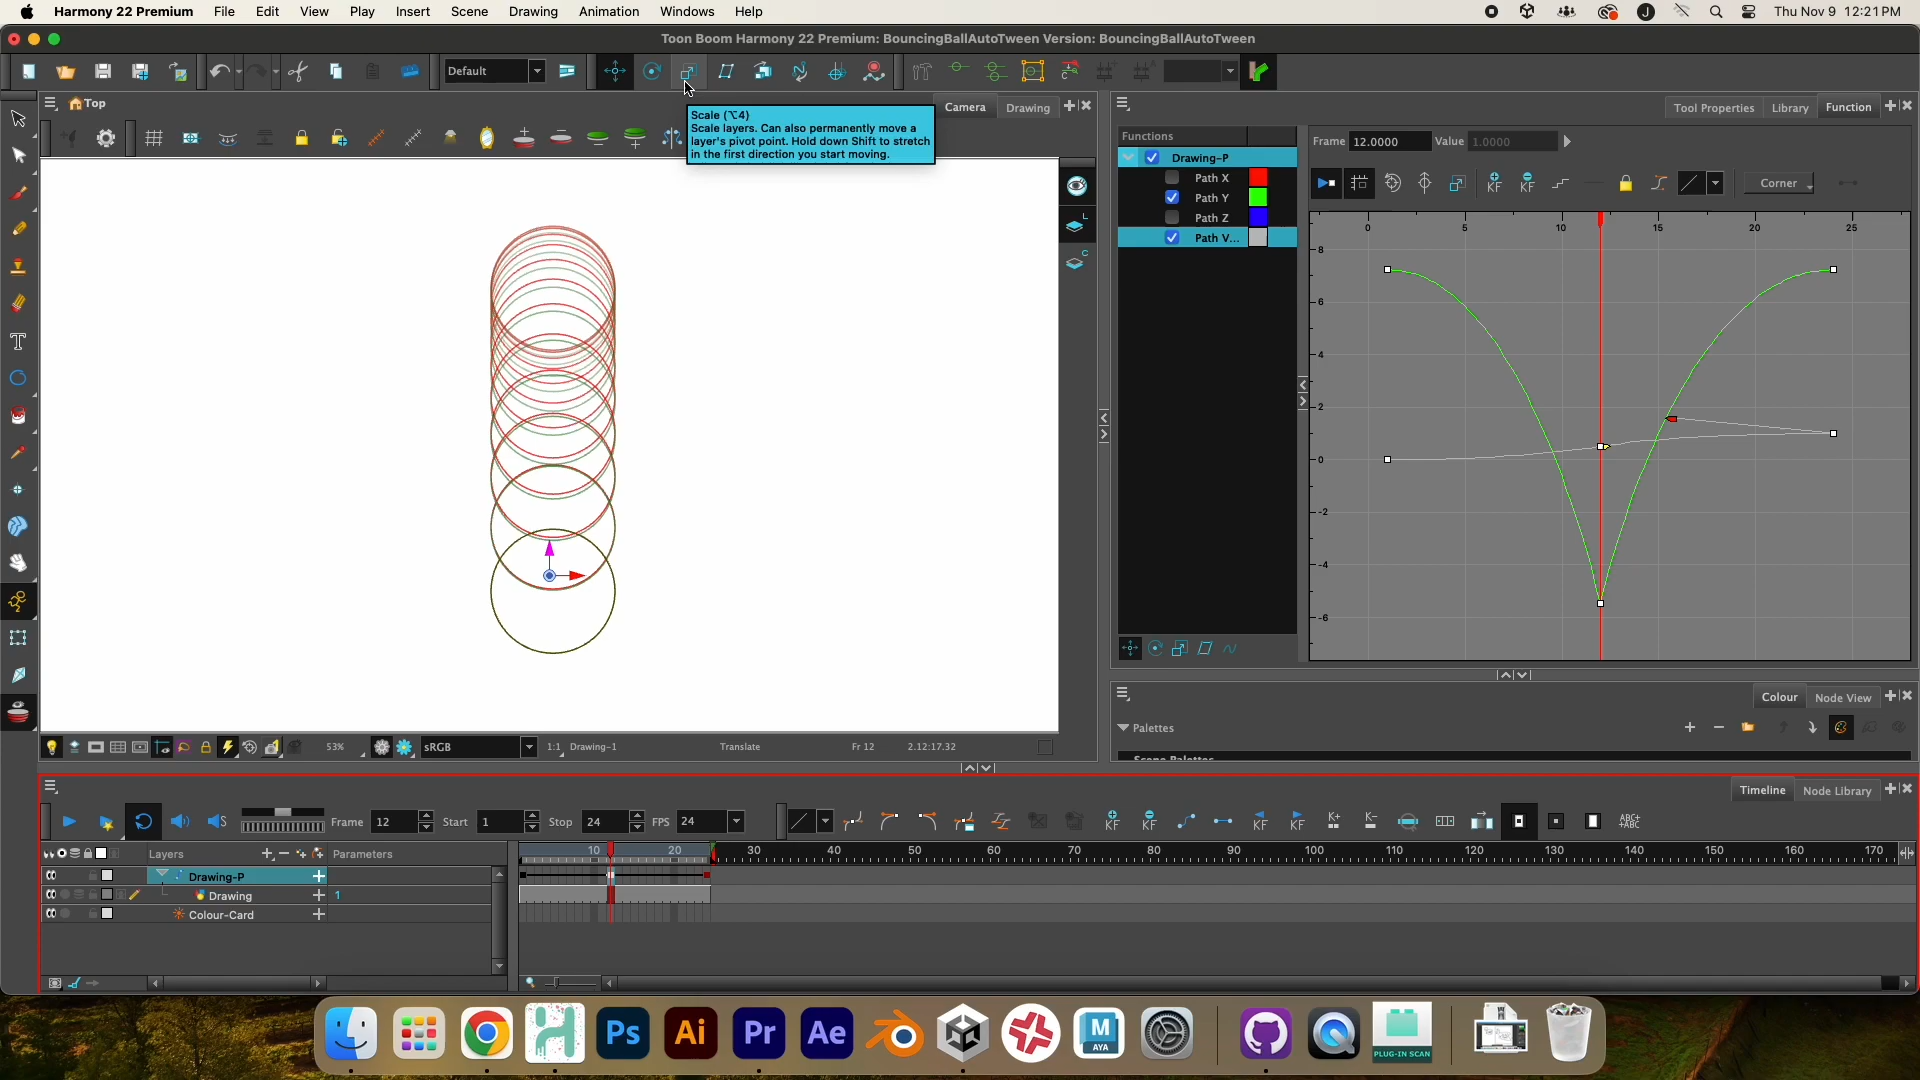 Harmony 22 Premium File Edit View Play Insert Scene Drawing Animation Windows Help Thu Nov 9 12:21 PM
Toon Boom Harmony 22 Premium: BouncingBallAutoTween Version: BouncingBallAutoTween
Default
Top Camera Drawing Tool Properties Library Function
Scale (⌥4)
Scale layers. Can also permanently move a
layer's pivot point. Hold down Shift to stretch
in the first direction you start moving.
Functions
Frame 12.0000 Value 1.0000
Drawing-P
Path X
Path Y
Path Z
Path V...
Corner
0 5 10 15 20 25
8
6
4
2
0
-2
-4
-6
Colour Node View
Palettes
53% sRGB 1:1 Drawing-1 Translate Fr 12 2.12:17.32
Timeline Node Library
Frame 12 Start 1 Stop 24 FPS 24
Layers Parameters
10 20 30 40 50 60 70 80 90 100 110 120 130 140 150 160 170
Drawing-P
Drawing 1
Colour-Card
Ps Ai Pr Ae M AYA
PLUG-IN SCAN